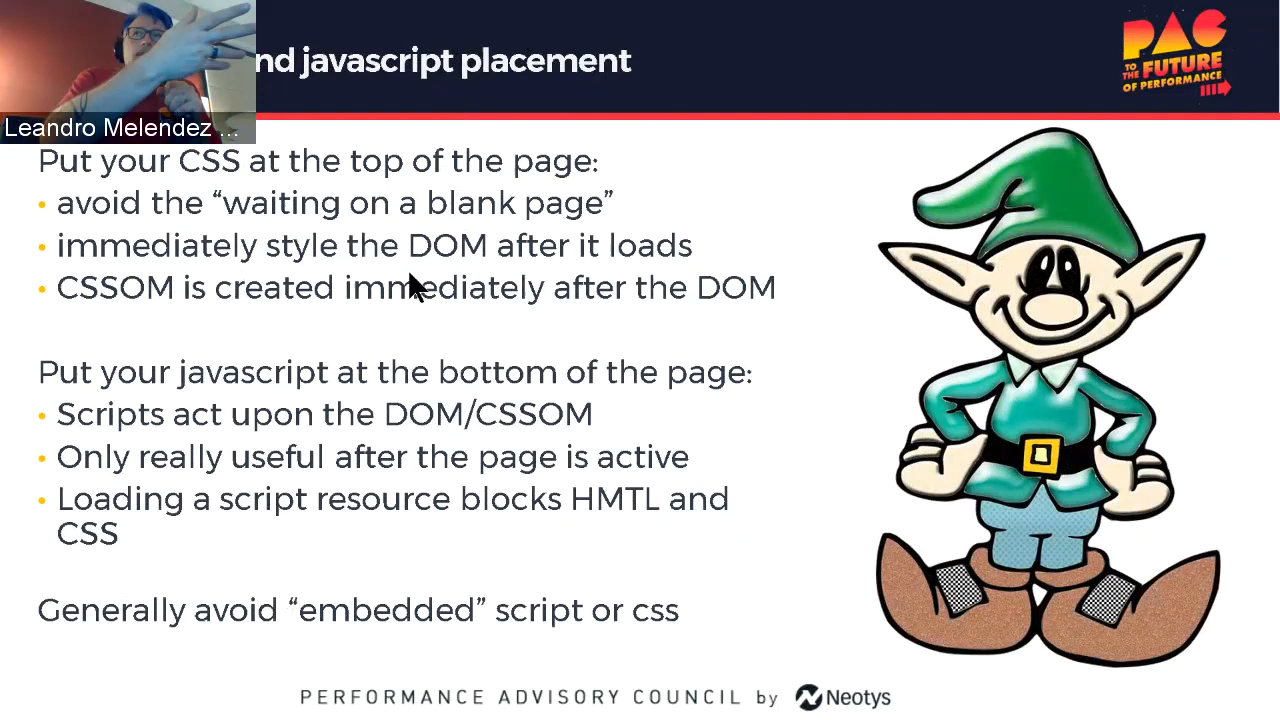 nd javascript placement
PAC
TO THE FUTURE
OF PERFORMANCE
Leandro Melendez ...
Put your CSS at the top of the page:
• avoid the “waiting on a blank page”
• immediately style the DOM after it loads
• CSSOM is created immediately after the DOM
Put your javascript at the bottom of the page:
• Scripts act upon the DOM/CSSOM
• Only really useful after the page is active
• Loading a script resource blocks HMTL and
CSS
Generally avoid “embedded” script or css
PERFORMANCE ADVISORY COUNCIL by Neotys